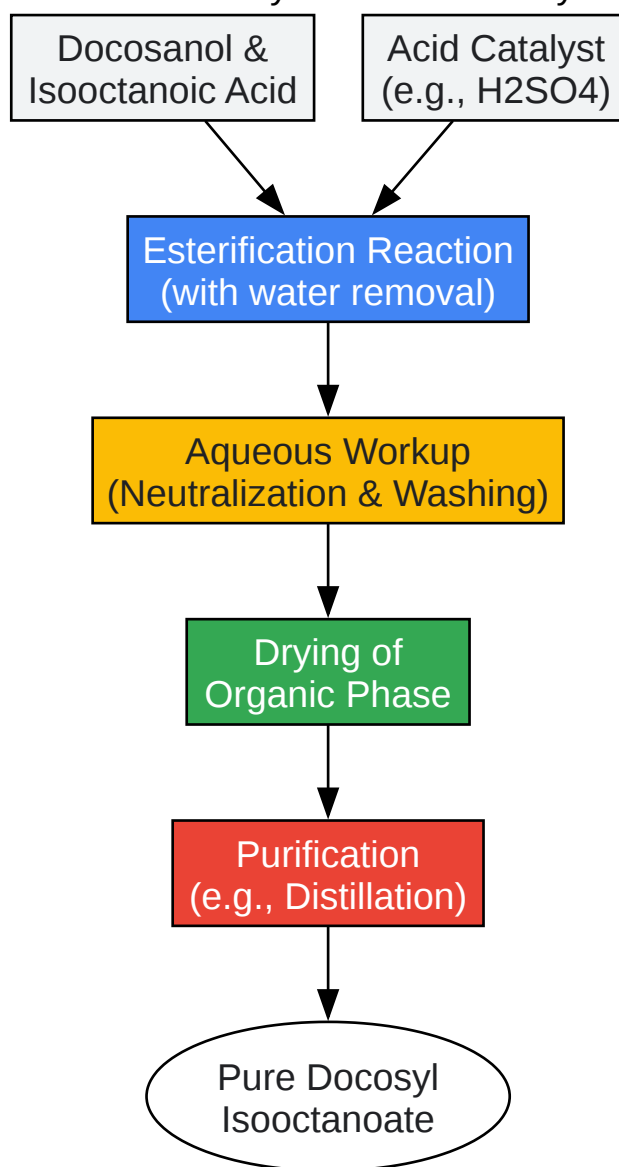 Docosanol &
Isooctanoic Acid
Acid Catalyst
(e.g., H2SO4)
Esterification Reaction
(with water removal)
Aqueous Workup
(Neutralization & Washing)
Drying of
Organic Phase
Purification
(e.g., Distillation)
Pure Docosyl
Isooctanoate